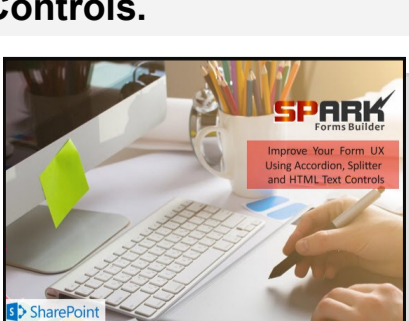 Controls.
SPARK
Forms Builder
Improve Your Form UX
Using Accordion, Splitter
and HTML Text Controls
S SharePoint